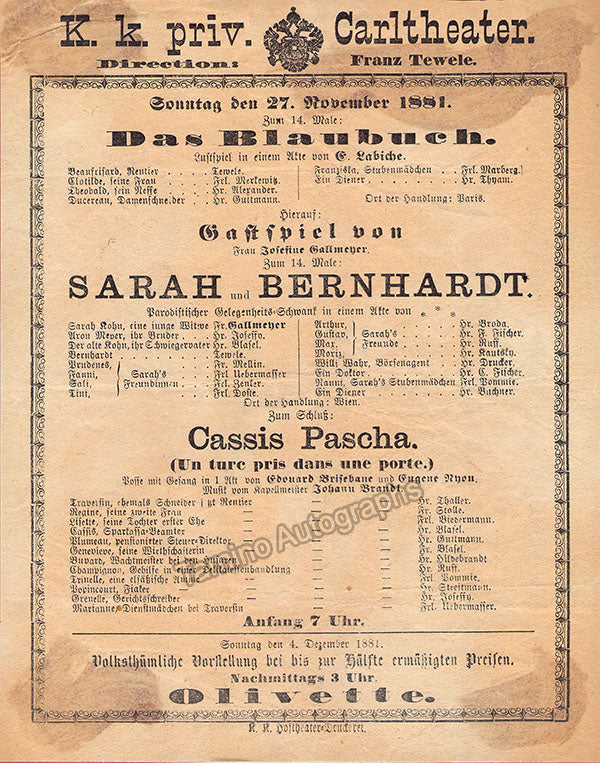 K. k. priv. Carltheater.
Direction: Franz Tewele.
Sonntag den 27. November 1881.
Zum 14. Male:
Das Blaubuch.
Lustspiel in einem Akte von E. Labiche.
Beaufrisard, Rentier . . . . Tewele.
Clotilde, seine Frau . . . . Frl. Merkewitz.
Theobald, sein Neffe . . . . Hr. Alexander.
Ducereau, Damenschneider . . Hr. Guttmann.
Franziska, Stubenmädchen . . Frl. Marberg.
Ein Diener . . . . . . Hr. Thyam.
Ort der Handlung: Paris.
Hierauf:
Gastspiel von
Frau Josefine Gallmeyer.
Zum 14. Male:
SARAH und BERNHARDT.
Parodistischer Gelegenheits-Schwank in einem Akte von * * *
Sarah Kohn, eine junge Witwe Fr. Gallmeyer
Aron Meyer, ihr Bruder . . Hr. Josessy.
Der alte Kohn, ihr Schwiegervater Hr. Blasel.
Bernhardt . . . . . Tewele.
Prudenes, Fr. Mellin.
Fanni, Sarah's Frl. Uebermasser
Sali, Freundinnen Frl. Zenker.
Tini, Frl. Doste.
Arthur, Hr. Broda.
Gustav, Sarah's Hr. F. Fischer.
Max, Freunde Hr. Ruff.
Moriz, Hr. Kautsky.
Willi Wahr, Börsenagent . . Hr. Drucker.
Ein Doktor . . . . . Hr. C. Fischer.
Nanni, Sarah's Stubenmädchen Frl. Pommie.
Ein Diener . . . . . Hr. Buchner.
Ort der Handlung: Wien.
Zum Schluß:
Cassis Pascha.
(Un turc pris dans une porte.)
Posse mit Gesang in 1 Akt von Edouard Brisebane und Eugene Nyon.
Musik vom Kapellmeister Johann Brandl.
Traversin, ehemals Schneider jetzt Rentier — — Hr. Thaller.
Regine, seine zweite Frau — — — Fr. Stolle.
Lisette, seine Tochter erster Ehe — — — Frl. Biedermann.
Cassis, Sparkassa-Beamter — — — Hr. Blasel.
Plumeau, pensionirter Steuer-Direktor — — Hr. Guttmann.
Genevieve, seine Wirthschafterin — — — Fr. Blasel.
Buvard, Wachtmeister bei den Husaren — — Hr. Hildebrandt
Champignon, Gehilfe in einer Delikatessenhandlung — — Hr. Ruff.
Trinelle, eine elsäßische Amme — — Frl. Pommie.
Popincourt, Fiaker — — — Hr. Streitmann.
Grenelle, Gerichtsschreiber — — — Hr. Josessy.
Marianne, Dienstmädchen bei Traversin — — Frl. Uebermasser.
Tamino Autographs
Anfang 7 Uhr.
Sonntag den 4. Dezember 1881.
Volksthümliche Vorstellung bei bis zur Hälfte ermäßigten Preisen.
Nachmittags 3 Uhr.
Olivette.
K. K. Hoftheater-Druckerei.